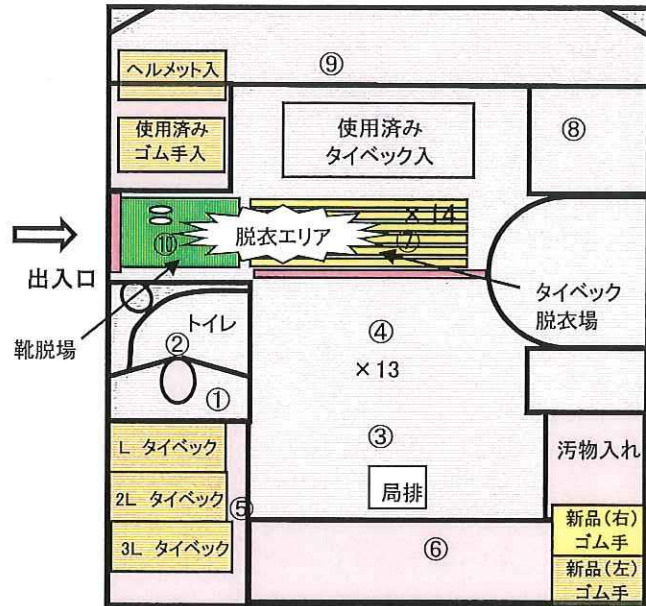 ヘルメット入
⑨
使用済み
ゴム手入
使用済み
タイベック入
⑧
×14
⑩
脱衣エリア
⑦
出入口
靴脱場
トイレ
②
①
④
×13
タイベック
脱衣場
③
局排
L タイベック
2L タイベック
3L タイベック
⑤
⑥
汚物入れ
新品(右)
ゴム手
新品(左)
ゴム手